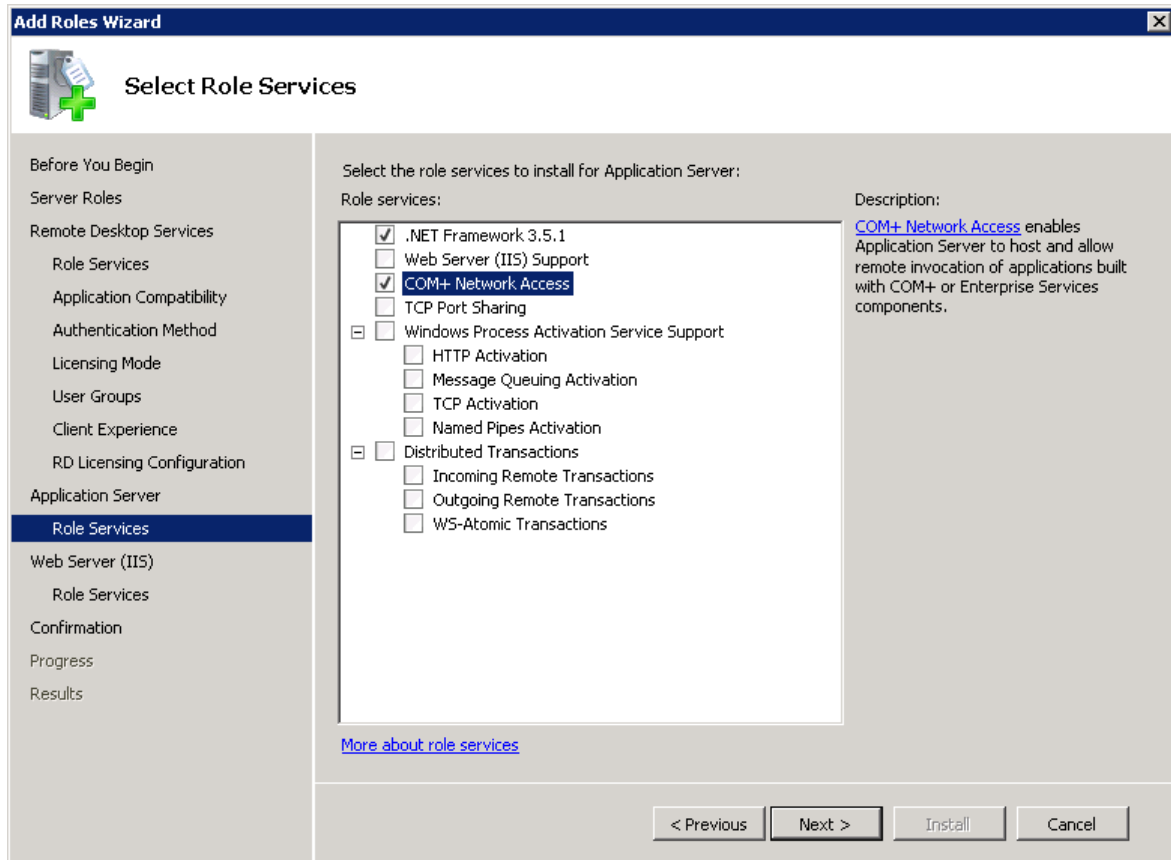 Add Roles Wizard
Select Role Services
Before You Begin
Server Roles
Remote Desktop Services
Role Services
Application Compatibility
Authentication Method
Licensing Mode
User Groups
Client Experience
RD Licensing Configuration
Application Server
Role Services
Web Server (IIS)
Role Services
Confirmation
Progress
Results
Select the role services to install for Application Server:
Role services:
.NET Framework 3.5.1
Web Server (IIS) Support
COM+ Network Access
TCP Port Sharing
Windows Process Activation Service Support
HTTP Activation
Message Queuing Activation
TCP Activation
Named Pipes Activation
Distributed Transactions
Incoming Remote Transactions
Outgoing Remote Transactions
WS-Atomic Transactions
More about role services
Description:
COM+ Network Access enables
Application Server to host and allow
remote invocation of applications built
with COM+ or Enterprise Services
components.
< Previous
Next >
Install
Cancel